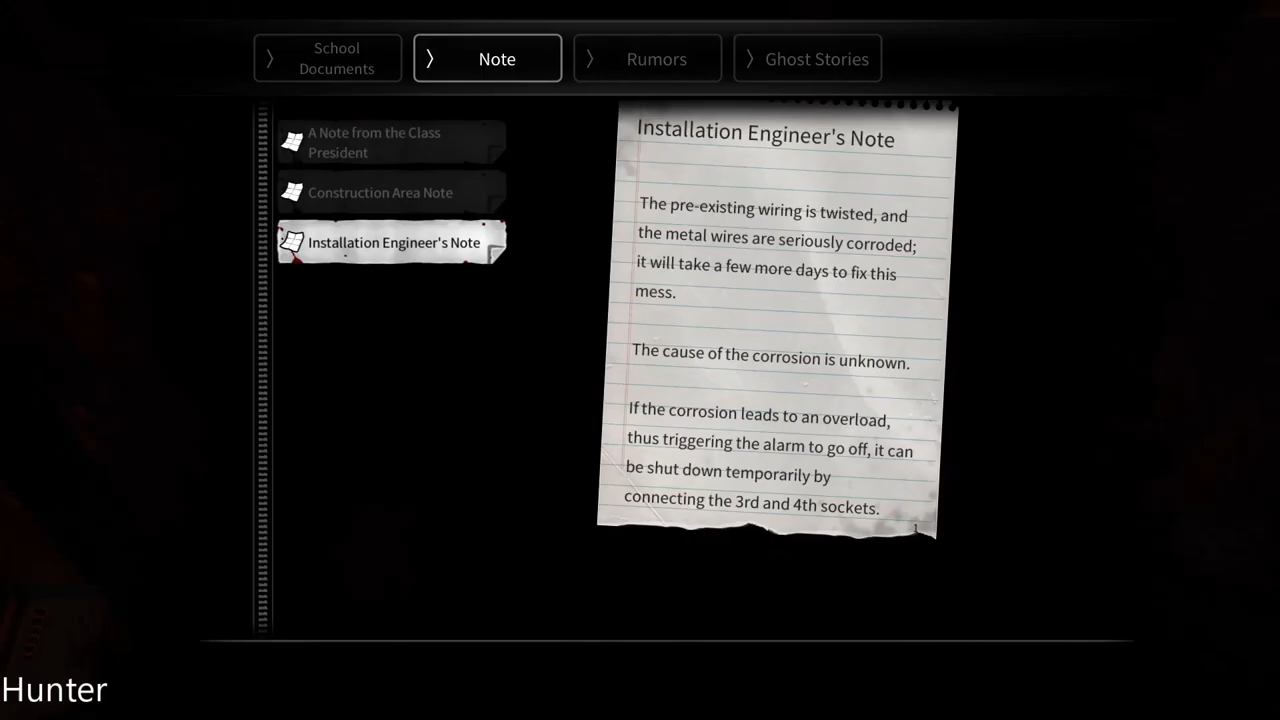 School
Documents
Note
Rumors
Ghost Stories
A Note from the Class
President
Construction Area Note
Installation Engineer's Note
Installation Engineer's Note
The pre-existing wiring is twisted, and
the metal wires are seriously corroded;
it will take a few more days to fix this
mess.
The cause of the corrosion is unknown.
If the corrosion leads to an overload,
thus triggering the alarm to go off, it can
be shut down temporarily by
connecting the 3rd and 4th sockets.
1
Hunter